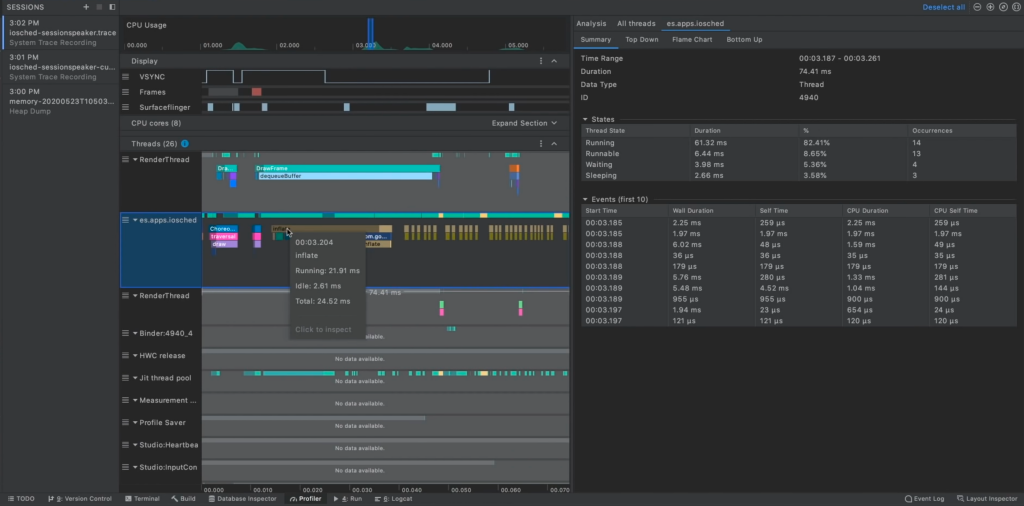 SESSIONS
3:02 PM
iosched-sessionspeaker.trace
System Trace Recording
3:01 PM
iosched-sessionspeaker-cu...
System Trace Recording
3:00 PM
memory-20200523T10503...
Heap Dump
CPU Usage
00.000 01.000 02.000 03.000 04.000 05.000
Display
VSYNC
Frames
Surfaceflinger
CPU cores (8) Expand Section
Threads (26)
RenderThread
Dra... DrawFrame
dequeueBuffer
es.apps.iosched
Choreo... inflate
traversal om.go...
draw inflate
00:03.204
inflate
Running: 21.91 ms
Idle: 2.61 ms
Total: 24.52 ms
Click to inspect
RenderThread
74.41 ms
Binder:4940_4
No data available.
HWC release
No data available.
Jit thread pool
No data available.
Measurement ...
No data available.
Profile Saver
No data available.
Studio:Heartbea
No data available.
Studio:InputCon
No data available.
00.000 00.010 00.020 00.030 00.040 00.050 00.060 00.070
Deselect all
Analysis All threads es.apps.iosched
Summary Top Down Flame Chart Bottom Up
Time Range 00:03.187 - 00:03.261
Duration 74.41 ms
Data Type Thread
ID 4940
States
Thread State Duration % Occurrences
Running 61.32 ms 82.41% 14
Runnable 6.44 ms 8.65% 13
Waiting 3.98 ms 5.36% 4
Sleeping 2.66 ms 3.58% 3
Events (first 10)
Start Time Wall Duration Self Time CPU Duration CPU Self Time
00:03.185 2.25 ms 259 μs 2.25 ms 259 μs
00:03.185 1.97 ms 1.97 ms 1.97 ms 1.97 ms
00:03.188 6.02 ms 48 μs 1.59 ms 49 μs
00:03.188 36 μs 36 μs 35 μs 35 μs
00:03.188 179 μs 179 μs 179 μs 179 μs
00:03.189 5.76 ms 280 μs 1.33 ms 281 μs
00:03.189 5.48 ms 4.52 ms 1.04 ms 144 μs
00:03.189 955 μs 955 μs 900 μs 900 μs
00:03.197 1.94 ms 23 μs 654 μs 24 μs
00:03.197 121 μs 121 μs 120 μs 120 μs
TODO 9: Version Control Terminal Build Database Inspector Profiler 4: Run 6: Logcat Event Log Layout Inspector